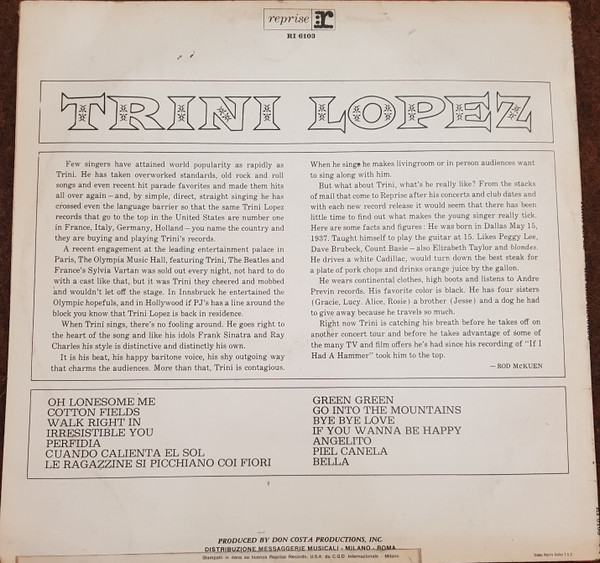 reprise r
RI 6103
TRINI LOPEZ
Few singers have attained world popularity as rapidly as
Trini. He has taken overworked standards, old rock and roll
songs and even recent hit parade favorites and made them hits
all over again – and, by simple, direct, straight singing he has
crossed even the language barrier so that the same Trini Lopez
records that go to the top in the United States are number one
in France, Italy, Germany, Holland – you name the country and
they are buying and playing Trini's records.
A recent engagement at the leading entertainment palace in
Paris, The Olympia Music Hall, featuring Trini, The Beatles and
France's Sylvia Vartan was sold out every night, not hard to do
with a cast like that, but it was Trini they cheered and mobbed
and wouldn't let off the stage. In Innsbruck he entertained the
Olympic hopefuls, and in Hollywood if PJ's has a line around the
block you know that Trini Lopez is back in residence.
When Trini sings, there's no fooling around. He goes right to
the heart of the song and like his idols Frank Sinatra and Ray
Charles his style is distinctive and distinctly his own.
It is his beat, his happy baritone voice, his shy outgoing way
that charms the audiences. More than that, Trini is contagious.
When he sings he makes livingroom or in person audiences want
to sing along with him.
But what about Trini, what's he really like? From the stacks
of mail that come to Reprise after his concerts and club dates and
with each new record release it would seem that there has been
little time to find out what makes the young singer really tick.
Here are some facts and figures: He was born in Dallas May 15,
1937. Taught himself to play the guitar at 15. Likes Peggy Lee,
Dave Brubeck, Count Basie – also Elizabeth Taylor and blondes.
He drives a white Cadillac, would turn down the best steak for
a plate of pork chops and drinks orange juice by the gallon.
He wears continental clothes, high boots and listens to Andre
Previn records. His favorite color is black. He has four sisters
(Gracie, Lucy, Alice, Rosie) a brother (Jesse) and a dog he had
to give away because he travels so much.
Right now Trini is catching his breath before he takes off on
another concert tour and before he takes advantage of some of
the many TV and film offers he's had since his recording of "If I
Had A Hammer" took him to the top.
— ROD McKUEN
OH LONESOME ME
COTTON FIELDS
WALK RIGHT IN
IRRESISTIBLE YOU
PERFIDIA
CUANDO CALIENTA EL SOL
LE RAGAZZINE SI PICCHIANO COI FIORI
GREEN GREEN
GO INTO THE MOUNTAINS
BYE BYE LOVE
IF YOU WANNA BE HAPPY
ANGELITO
PIEL CANELA
BELLA
PRODUCED BY DON COSTA PRODUCTIONS, INC.
DISTRIBUZIONE MESSAGGERIE MUSICALI - MILANO - ROMA
Reprise Records, U.S.A. da C.G.D. Internazionale - Milano